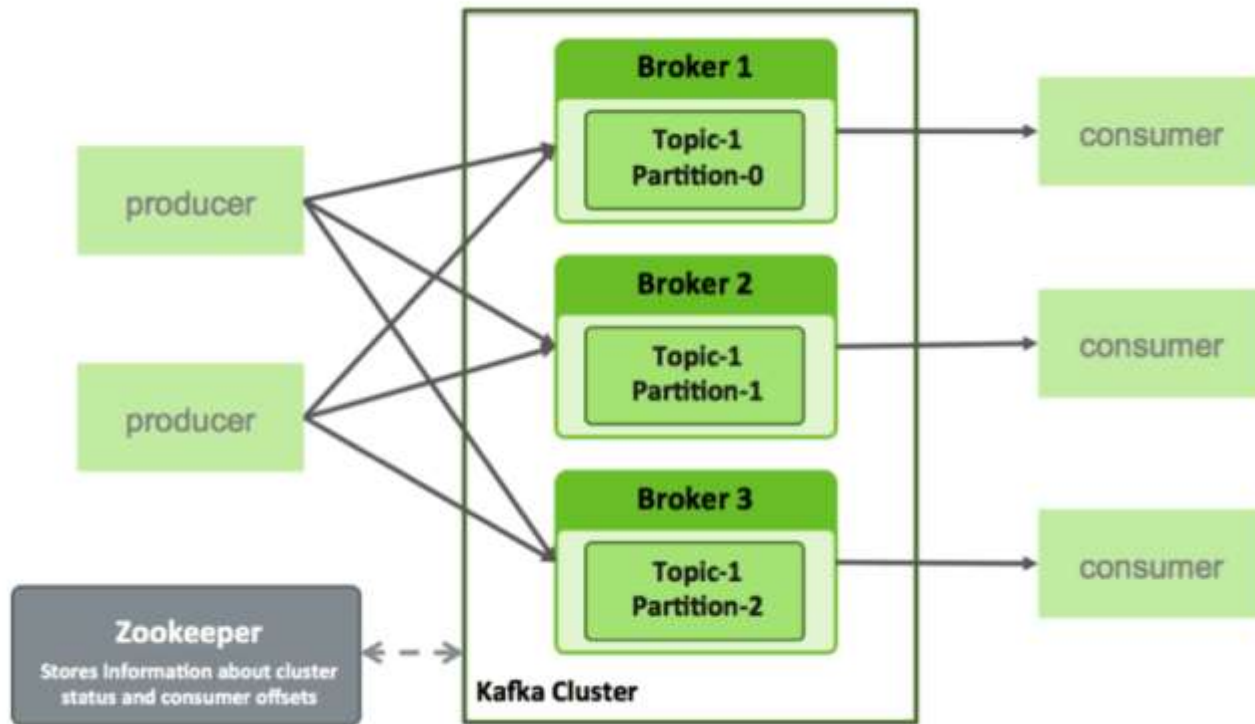 Broker 1
Topic-1
Partition-0
producer
consumer
Broker 2
Topic-1
Partition-1
consumer
producer
Broker 3
Topic-1
Partition-2
consumer
Zookeeper
Stores Information about cluster
status and consumer offsets
Kafka Cluster